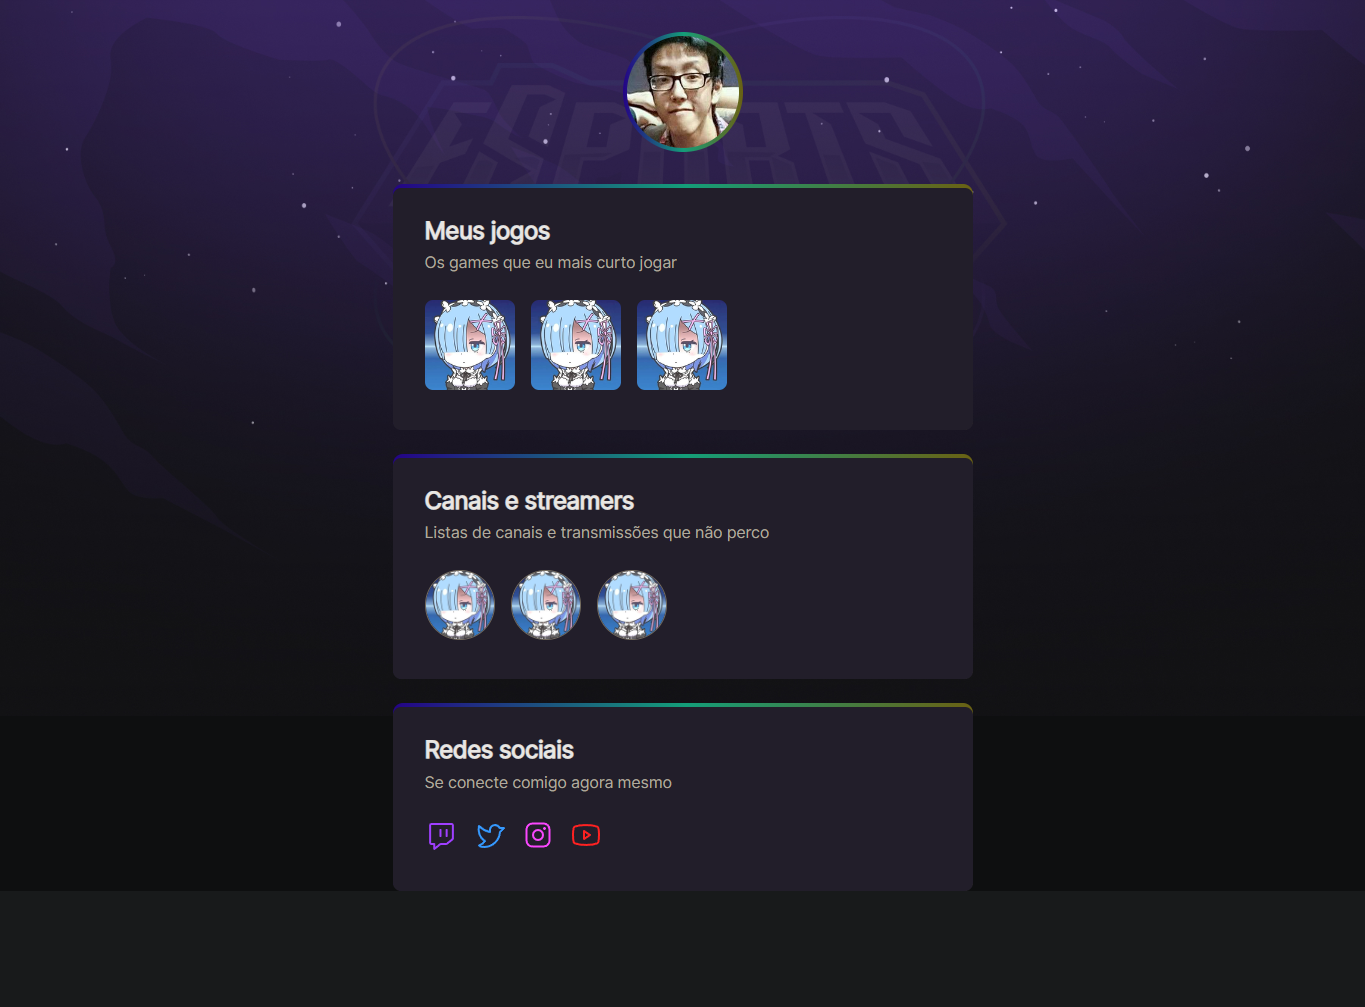 ESPORTS
Meus jogos
Os games que eu mais curto jogar
Canais e streamers
Listas de canais e transmissões que não perco
Redes sociais
Se conecte comigo agora mesmo